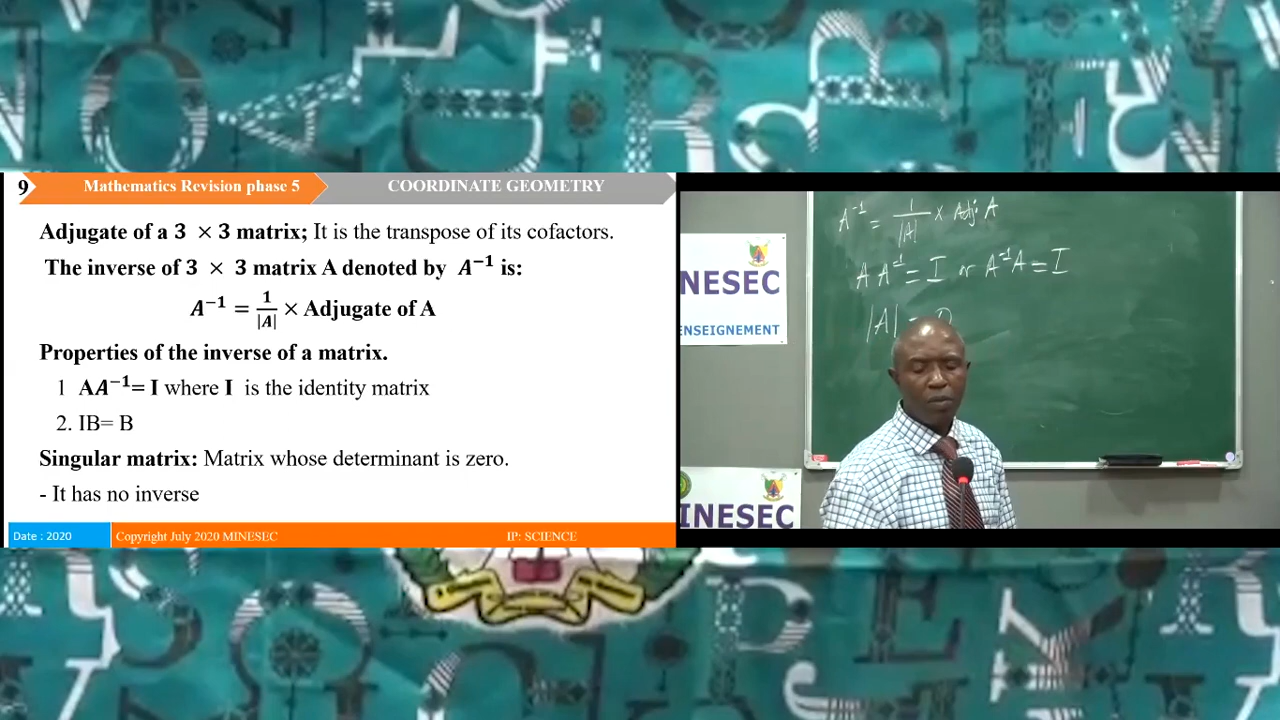 9 Mathematics Revision phase 5 COORDINATE GEOMETRY
Adjugate of a 3 × 3 matrix; It is the transpose of its cofactors.
The inverse of 3 × 3 matrix A denoted by A⁻¹ is:
A⁻¹ = 1/|A| × Adjugate of A
Properties of the inverse of a matrix.
1 AA⁻¹= I where I is the identity matrix
2. IB= B
Singular matrix: Matrix whose determinant is zero.
- It has no inverse
Date : 2020 Copyright July 2020 MINESEC IP: SCIENCE
A⁻¹ = 1/|A| × Adj A
A A⁻¹ = I or A⁻¹A = I
|A| = 0
INESEC
ENSEIGNEMENT
INESEC